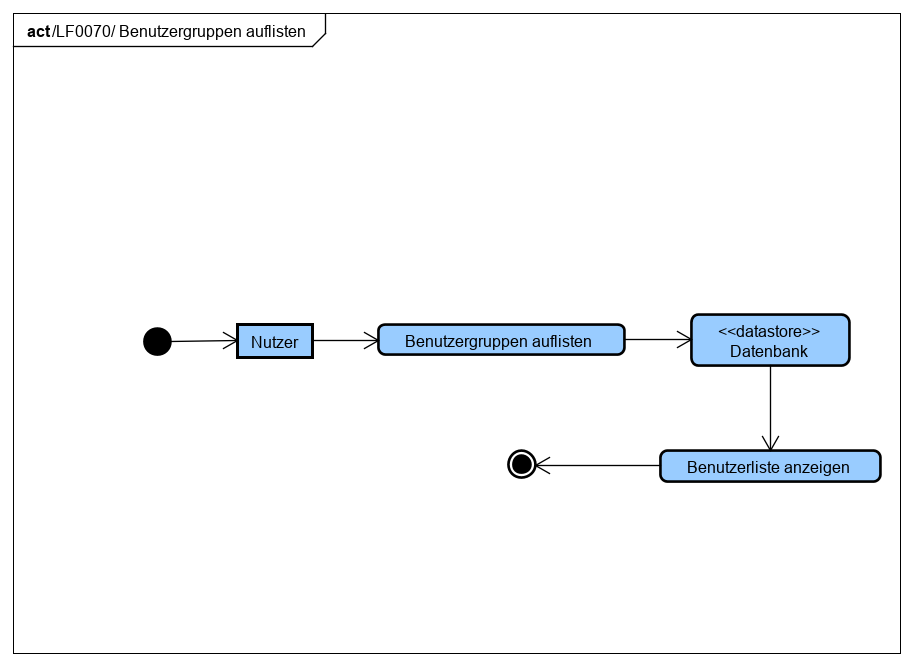 act/LF0070/ Benutzergruppen auflisten
Nutzer
Benutzergruppen auflisten
<<datastore>>
Datenbank
Benutzerliste anzeigen